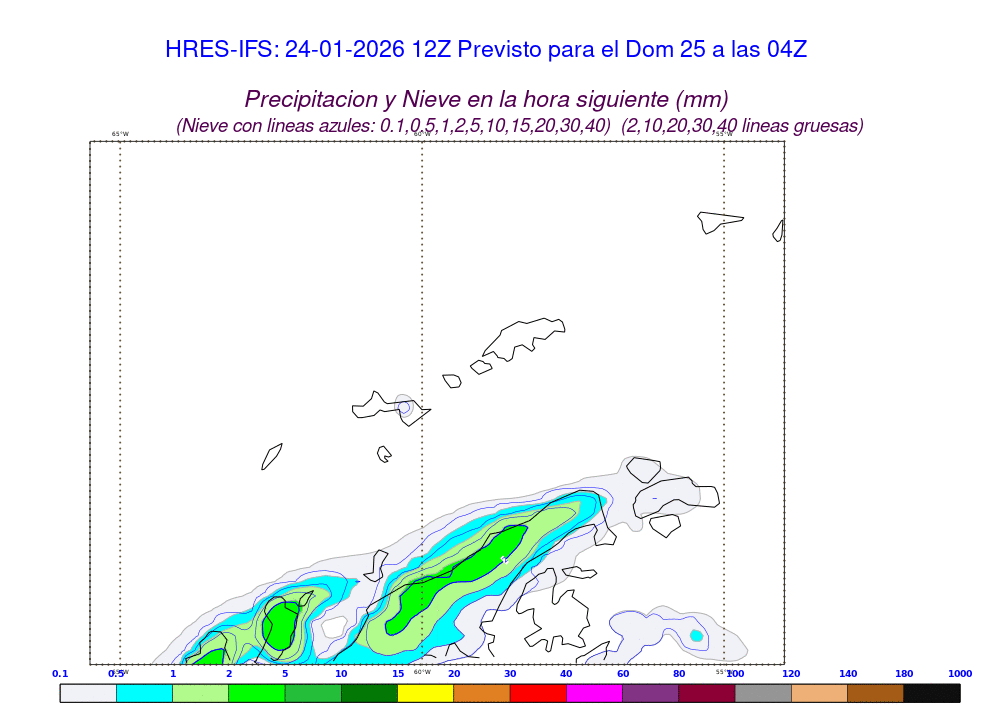 HRES-IFS: 24-01-2026 12Z Previsto para el Dom 25 a las 04Z
Precipitacion y Nieve en la hora siguiente (mm)
(Nieve con lineas azules: 0.1,0.5,1,2,5,10,15,20,30,40) (2,10,20,30,40 lineas gruesas)
65°W 60°W 55°W
65°W 60°W 55°W
0.1 0.5 1 2 5 10 15 20 30 40 60 80 100 120 140 180 1000